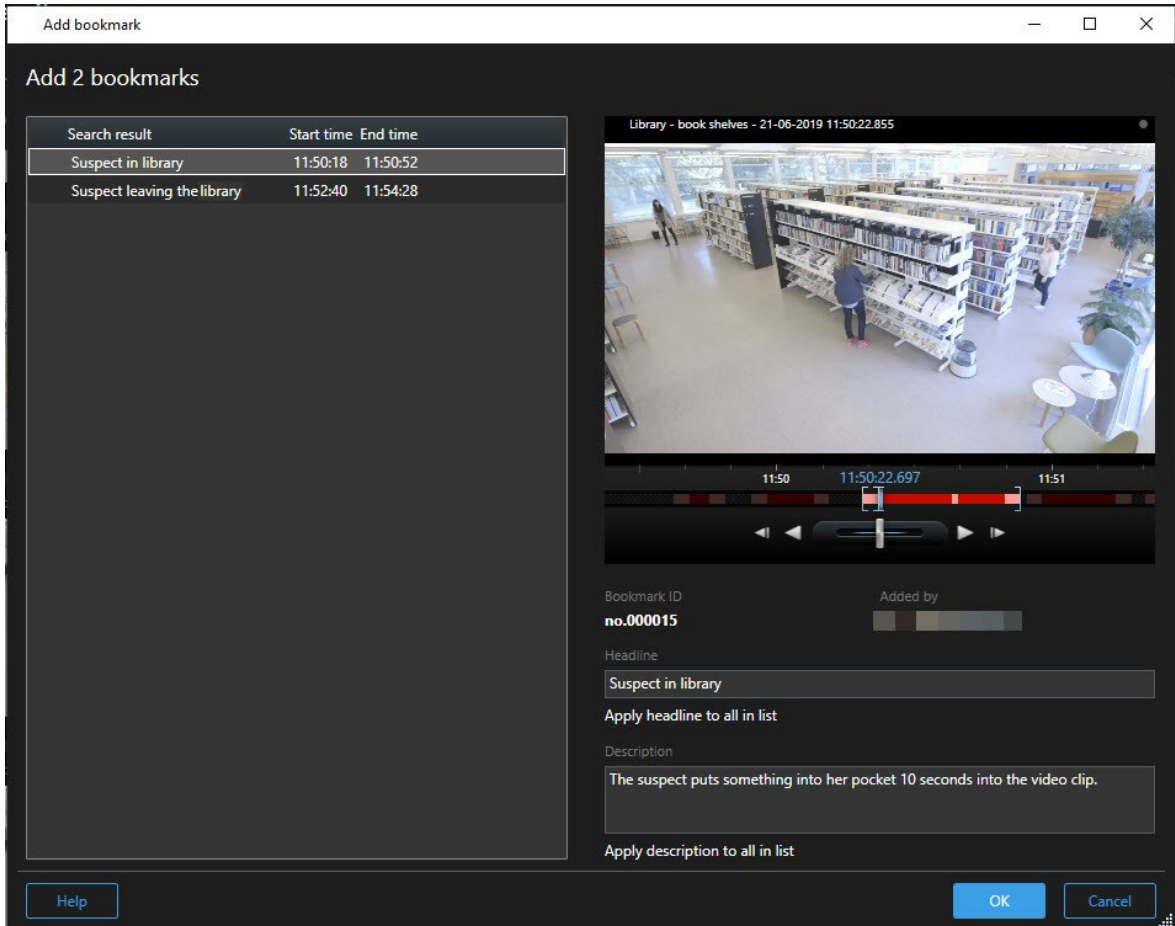 Add bookmark
Add 2 bookmarks
Search result Start time End time
Suspect in library 11:50:18 11:50:52
Suspect leaving the library 11:52:40 11:54:28
Library - book shelves - 21-06-2019 11:50:22.855
11:50 11:50:22.697 11:51
Bookmark ID Added by
no.000015
Headline
Suspect in library
Apply headline to all in list
Description
The suspect puts something into her pocket 10 seconds into the video clip.
Apply description to all in list
Help OK Cancel